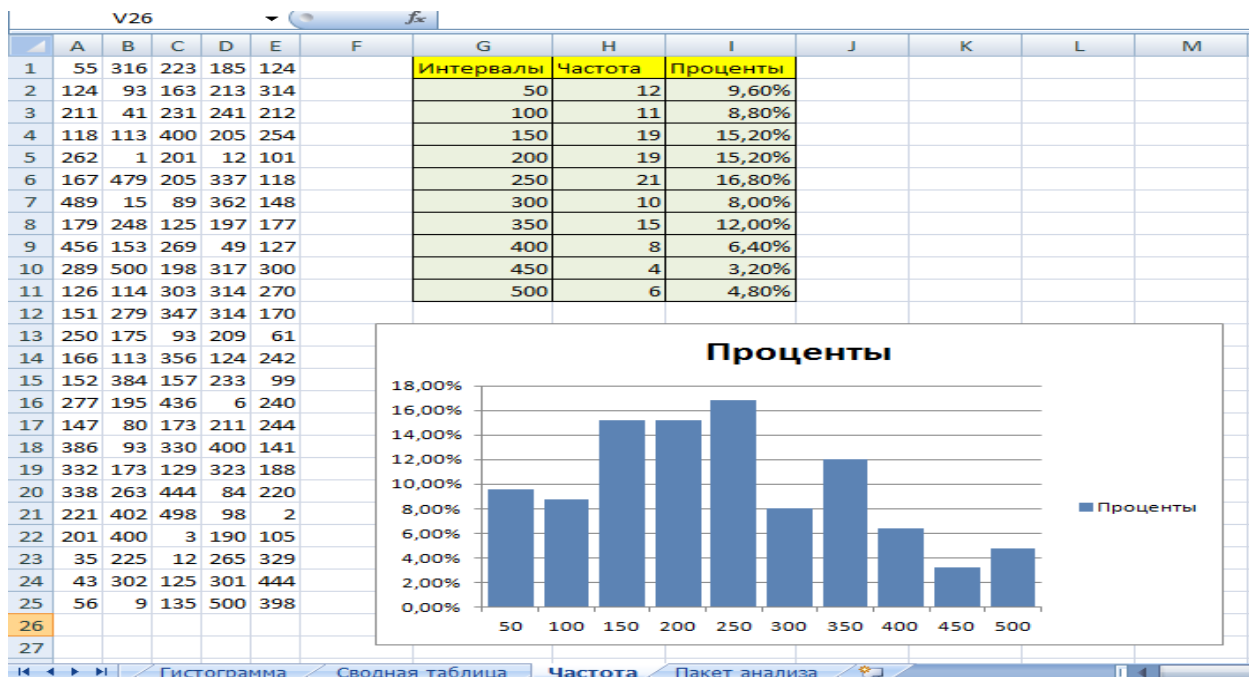 V26 fx
A B C D E F G H I J K L M
1 55 316 223 185 124 Интервалы Частота Проценты
2 124 93 163 213 314 50 12 9,60%
3 211 41 231 241 212 100 11 8,80%
4 118 113 400 205 254 150 19 15,20%
5 262 1 201 12 101 200 19 15,20%
6 167 479 205 337 118 250 21 16,80%
7 489 15 89 362 148 300 10 8,00%
8 179 248 125 197 177 350 15 12,00%
9 456 153 269 49 127 400 8 6,40%
10 289 500 198 317 300 450 4 3,20%
11 126 114 303 314 270 500 6 4,80%
12 151 279 347 314 170
13 250 175 93 209 61
14 166 113 356 124 242
15 152 384 157 233 99
16 277 195 436 6 240
17 147 80 173 211 244
18 386 93 330 400 141
19 332 173 129 323 188
20 338 263 444 84 220
21 221 402 498 98 2
22 201 400 3 190 105
23 35 225 12 265 329
24 43 302 125 301 444
25 56 9 135 500 398
26
27
Проценты
18,00%
16,00%
14,00%
12,00%
10,00%
8,00%
6,00%
4,00%
2,00%
0,00%
50 100 150 200 250 300 350 400 450 500
Проценты
Гистограмма Сводная таблица Частота Пакет анализа